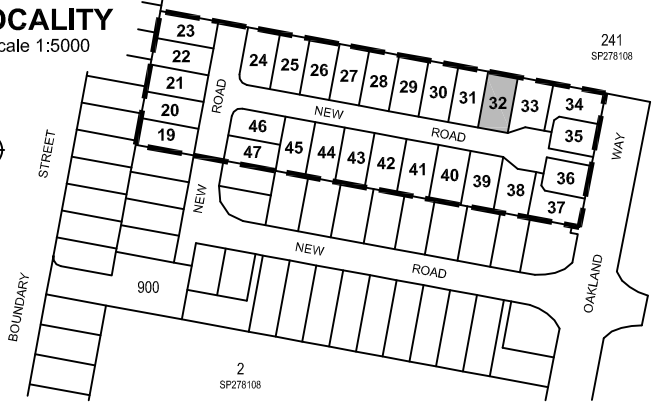 OCALITY
cale 1:5000
241
SP278108
23
22
21
20
19
24
25
26
27
28
29
30
31
32
33
34
35
36
37
38
39
40
41
42
43
44
45
46
47
ROAD
NEW
NEW
ROAD
NEW
ROAD
STREET
BOUNDARY
WAY
OAKLAND
900
2
SP278108